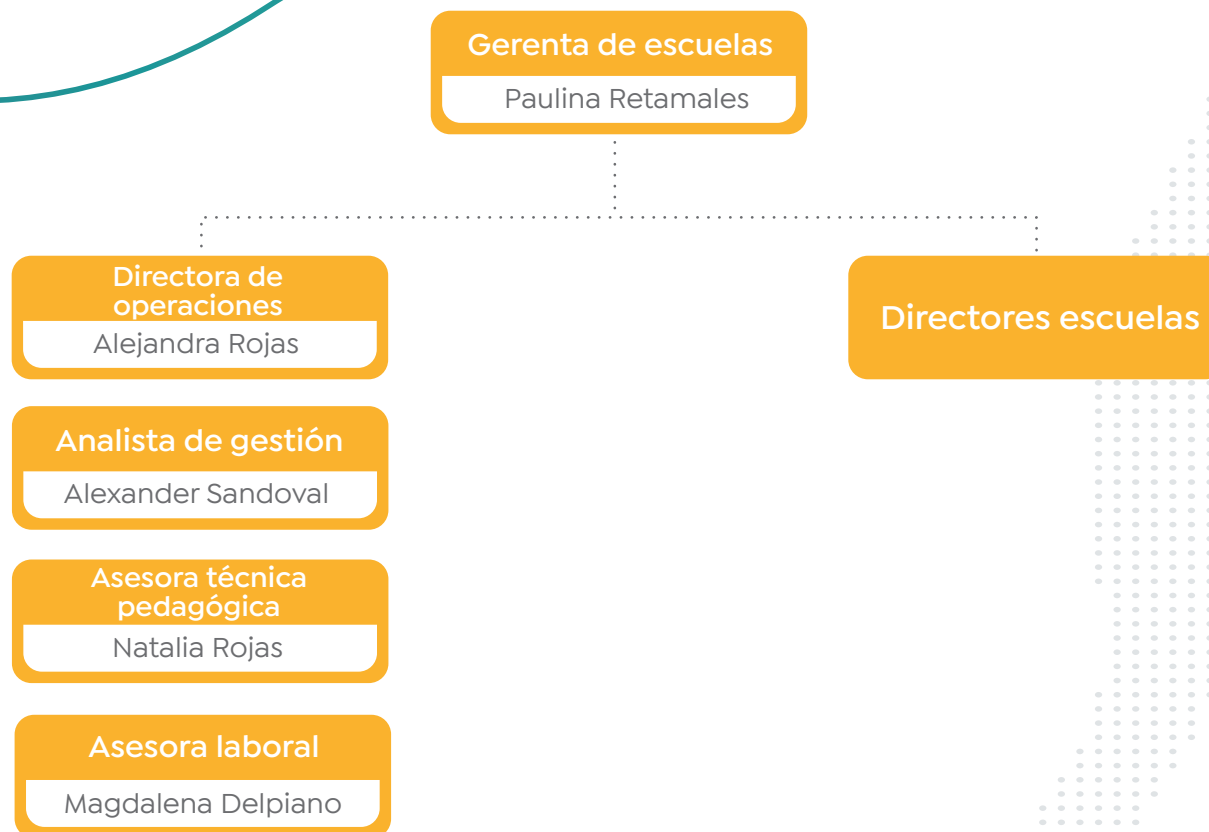 Gerenta de escuelas
Paulina Retamales
Directora de
operaciones
Alejandra Rojas
Directores escuelas
Analista de gestión
Alexander Sandoval
Asesora técnica
pedagógica
Natalia Rojas
Asesora laboral
Magdalena Delpiano